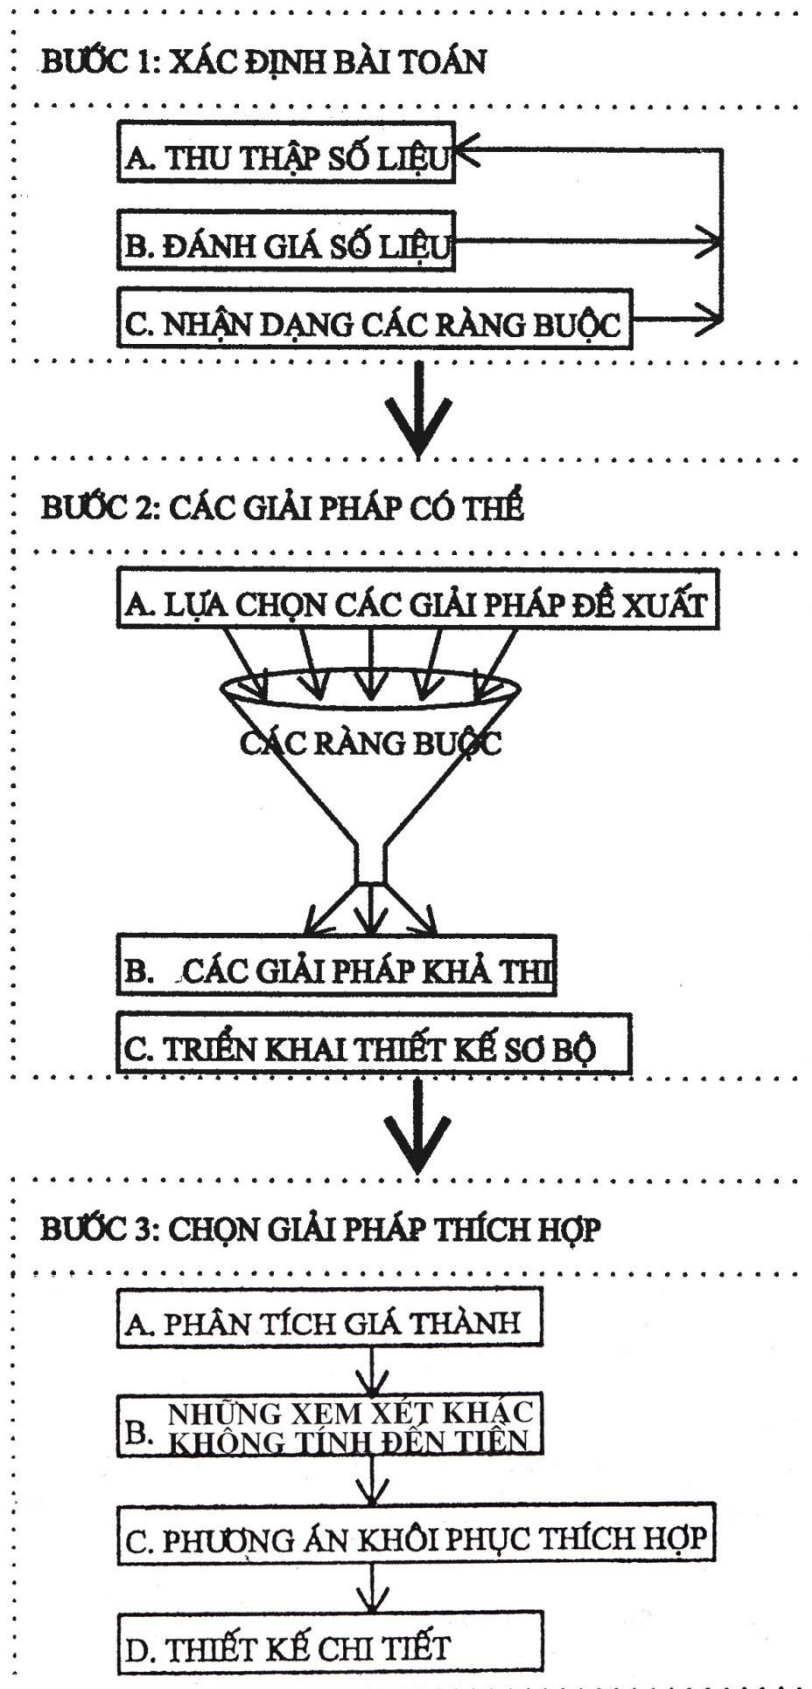 BƯỚC 1: XÁC ĐỊNH BÀI TOÁN
A. THU THẬP SỐ LIỆU
B. ĐÁNH GIÁ SỐ LIỆU
C. NHẬN DẠNG CÁC RÀNG BUỘC
BƯỚC 2: CÁC GIẢI PHÁP CÓ THỂ
A. LỰA CHỌN CÁC GIẢI PHÁP ĐỀ XUẤT
CÁC RÀNG BUỘC
B. CÁC GIẢI PHÁP KHẢ THI
C. TRIỂN KHAI THIẾT KẾ SƠ BỘ
BƯỚC 3: CHỌN GIẢI PHÁP THÍCH HỢP
A. PHÂN TÍCH GIÁ THÀNH
B. NHỮNG XEM XÉT KHÁC
KHÔNG TÍNH ĐẾN TIỀN
C. PHƯƠNG ÁN KHÔI PHỤC THÍCH HỢP
D. THIẾT KẾ CHI TIẾT